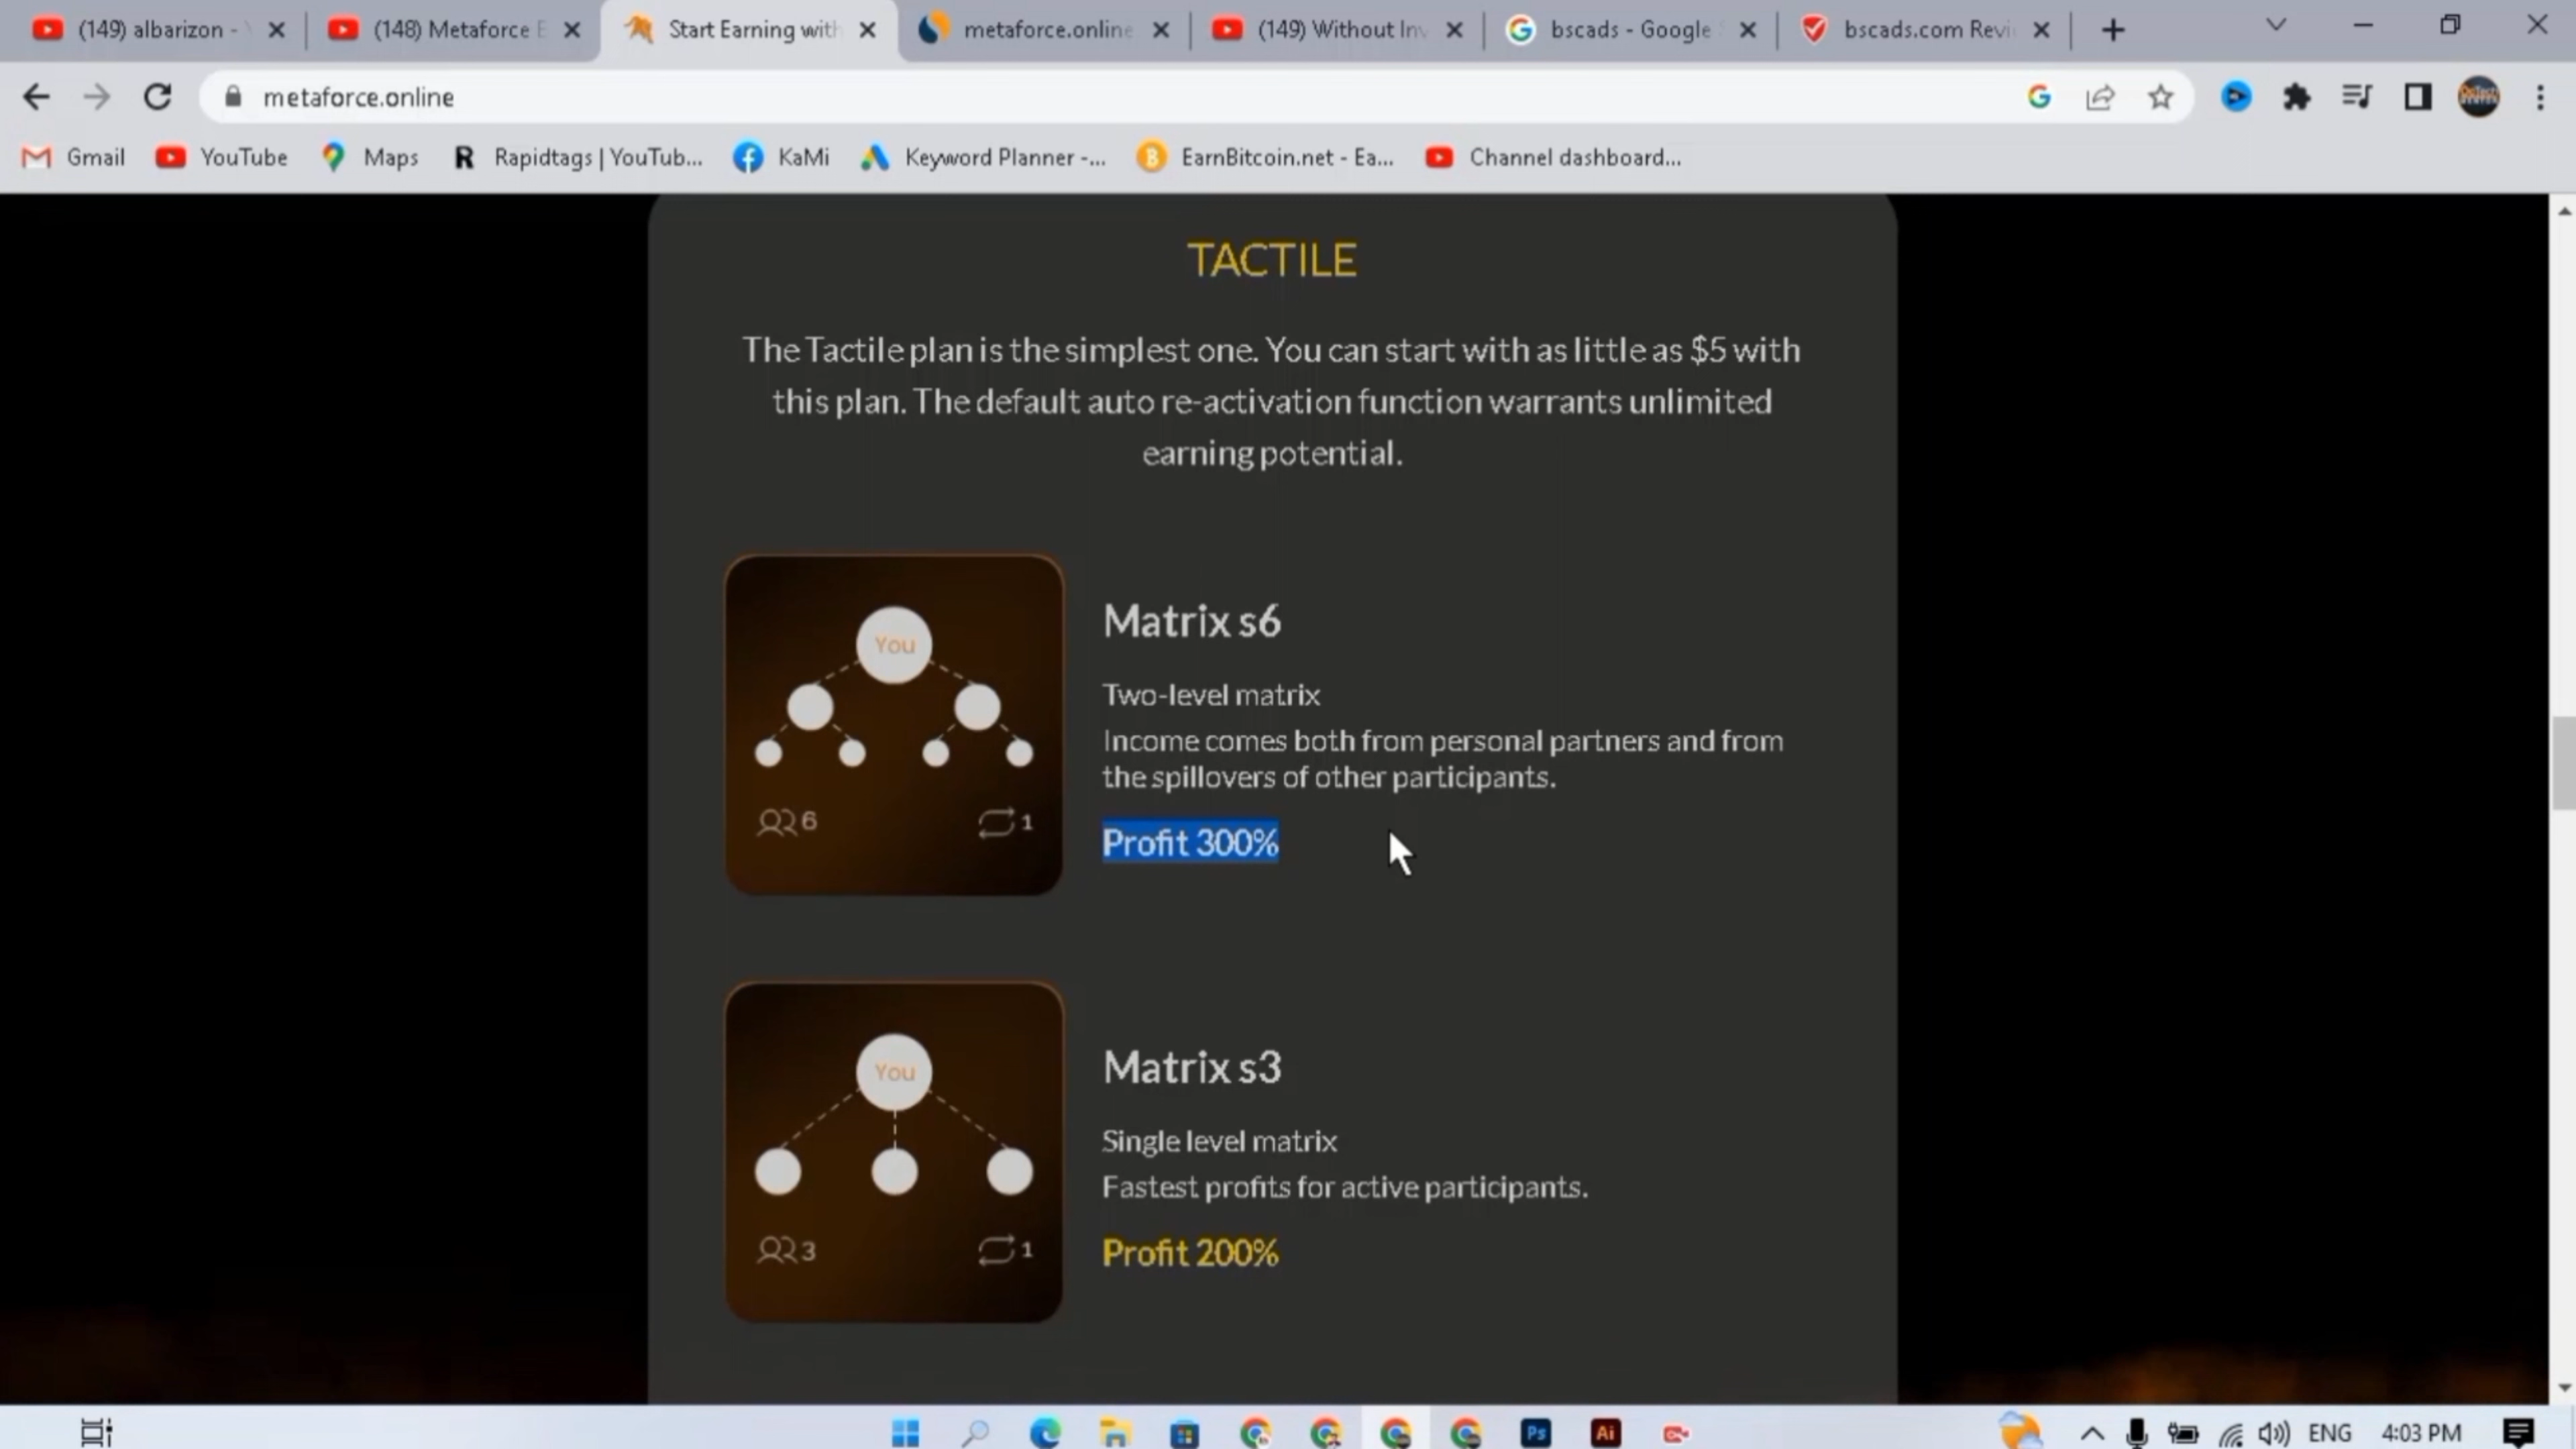 (149) albarizon -
(148) Metaforce E
Start Earning with
metaforce.online
(149) Without Inv
bscads - Google
bscads.com Revi
metaforce.online
Gmail
YouTube
Maps
Rapidtags | YouTub...
KaMi
Keyword Planner -...
EarnBitcoin.net - Ea...
Channel dashboard...
TACTILE
The Tactile plan is the simplest one. You can start with as little as $5 with
this plan. The default auto re-activation function warrants unlimited
earning potential.
You
6
1
Matrix s6
Two-level matrix
Income comes both from personal partners and from
the spillovers of other participants.
Profit 300%
You
3
1
Matrix s3
Single level matrix
Fastest profits for active participants.
Profit 200%
Ps
Ai
ENG
4:03 PM